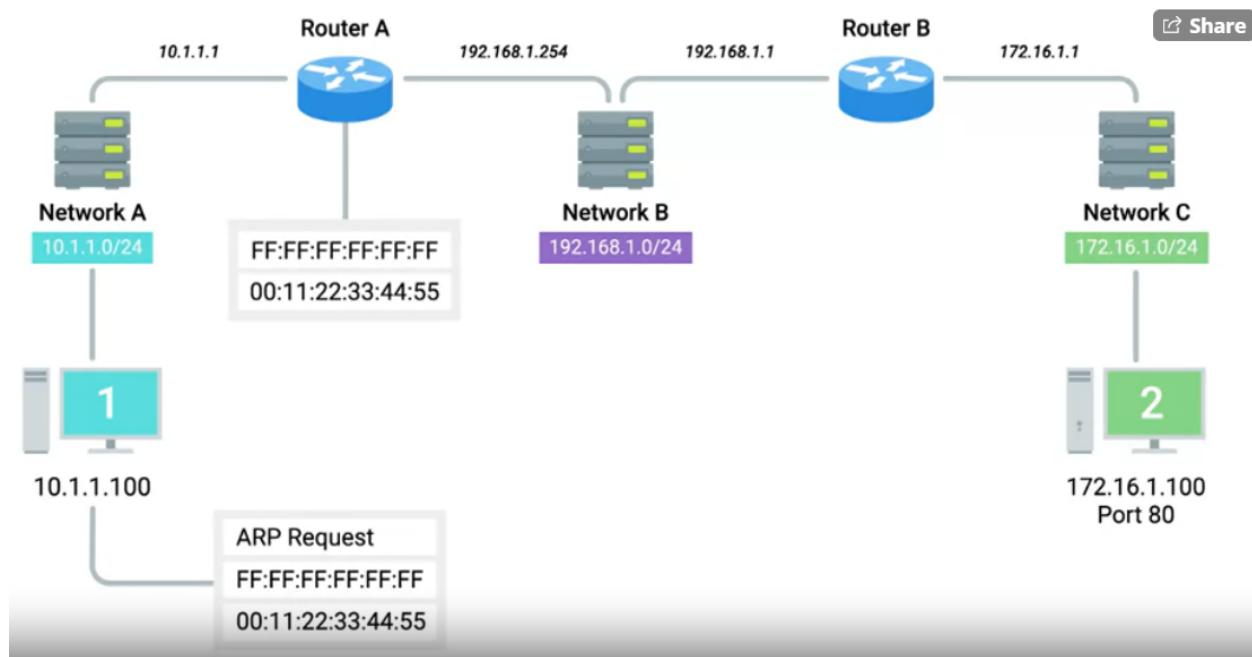 Share
Router A
Router B
10.1.1.1
192.168.1.254
192.168.1.1
172.16.1.1
Network A
10.1.1.0/24
FF:FF:FF:FF:FF:FF
00:11:22:33:44:55
Network B
192.168.1.0/24
Network C
172.16.1.0/24
1
10.1.1.100
2
172.16.1.100
Port 80
ARP Request
FF:FF:FF:FF:FF:FF
00:11:22:33:44:55